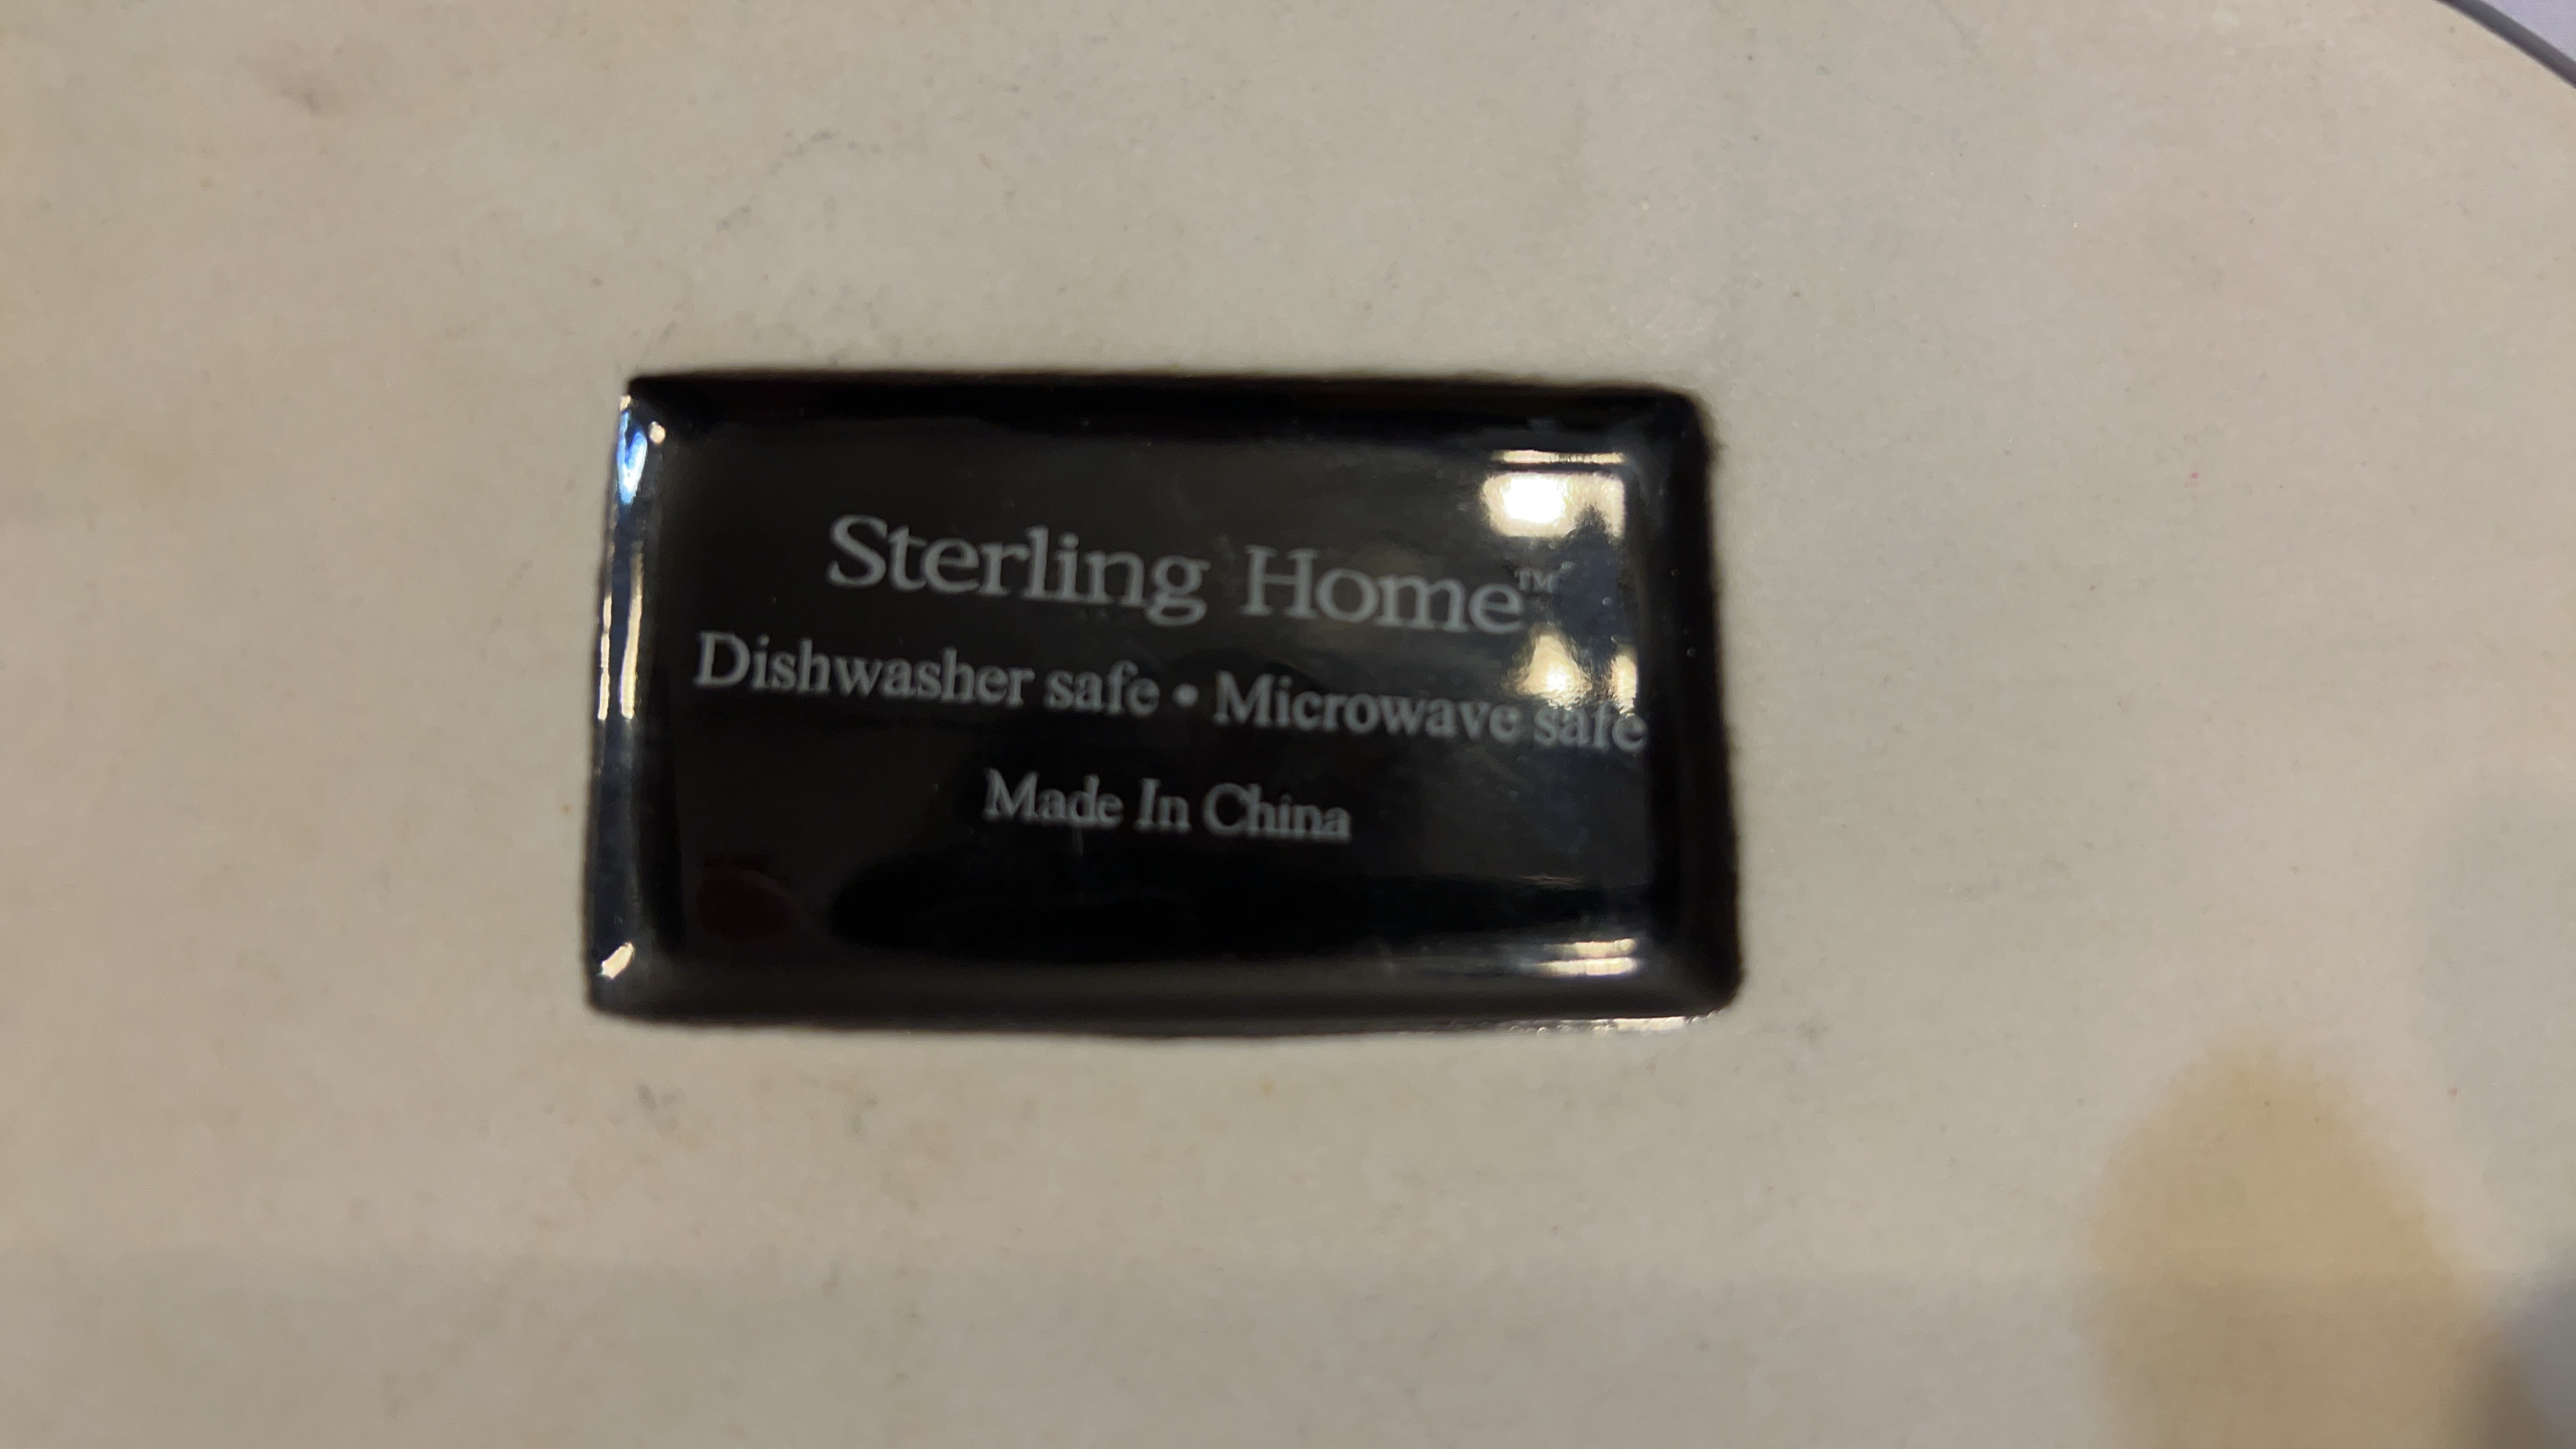 Sterling Home™
Dishwasher safe • Microwave safe
Made In China